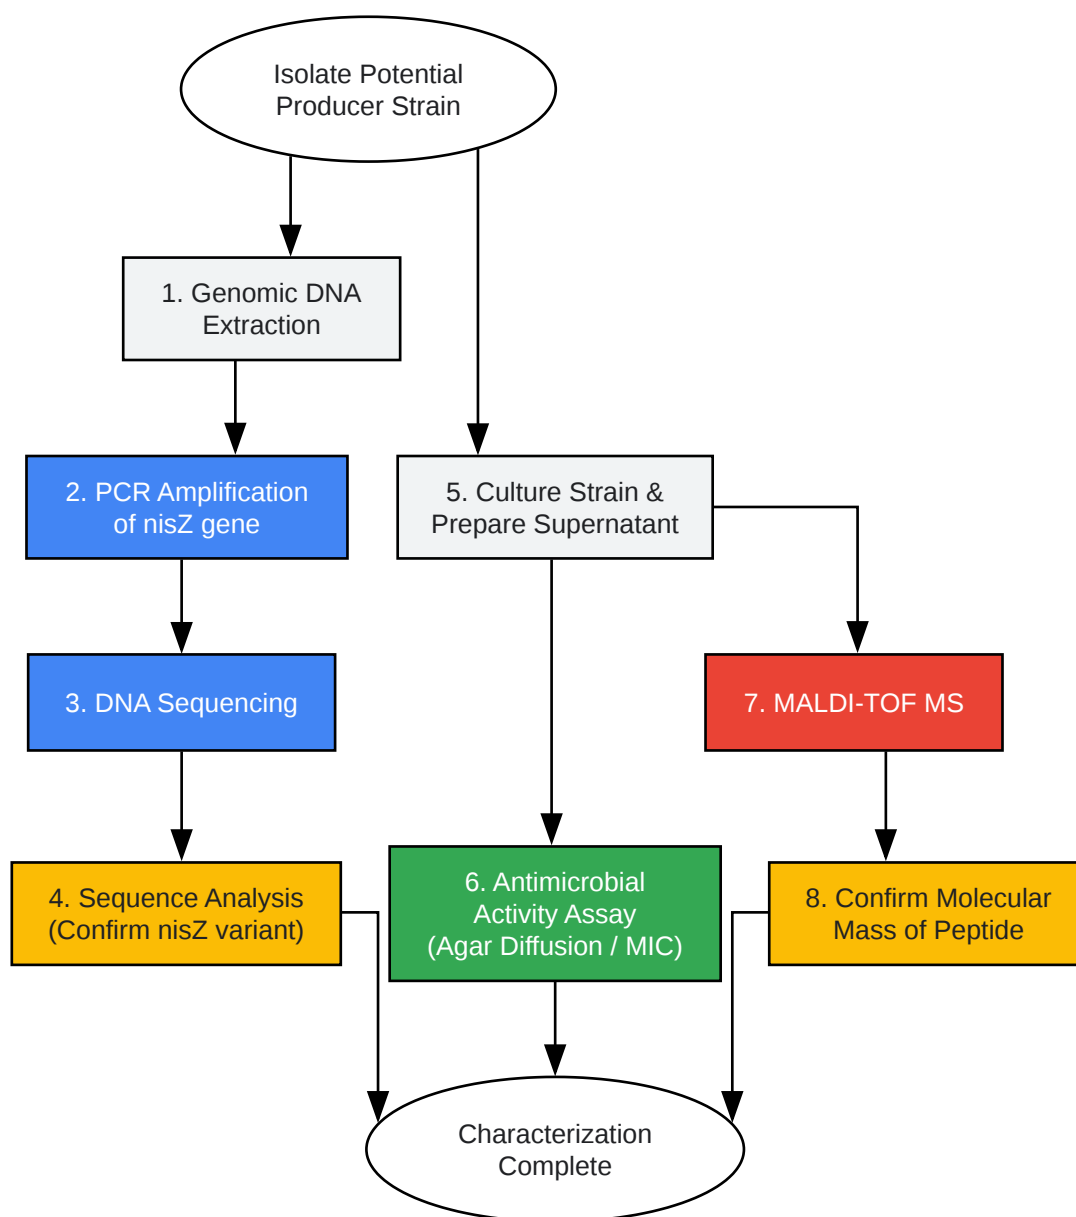 Isolate Potential
Producer Strain
1. Genomic DNA
Extraction
2. PCR Amplification
of nisZ gene
5. Culture Strain &
Prepare Supernatant
3. DNA Sequencing
7. MALDI-TOF MS
4. Sequence Analysis
(Confirm nisZ variant)
6. Antimicrobial
Activity Assay
(Agar Diffusion / MIC)
8. Confirm Molecular
Mass of Peptide
Characterization
Complete